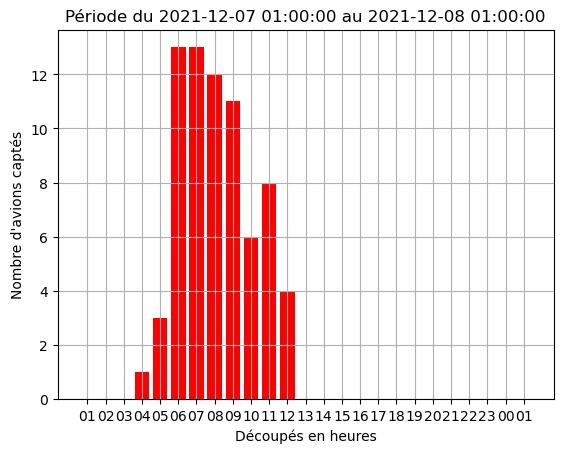 Période du 2021-12-07 01:00:00 au 2021-12-08 01:00:00
Nombre d'avions captés
12
10
8
6
4
2
0
01 02 03 04 05 06 07 08 09 10 11 12 13 14 15 16 17 18 19 20 21 22 23 00 01
Découpés en heures